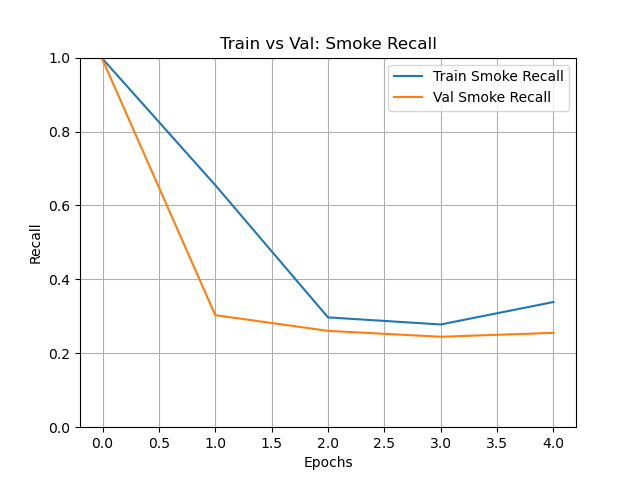 Train vs Val: Smoke Recall
Train Smoke Recall
Val Smoke Recall
1.0
0.8
0.6
0.4
0.2
0.0
Recall
0.0 0.5 1.0 1.5 2.0 2.5 3.0 3.5 4.0
Epochs